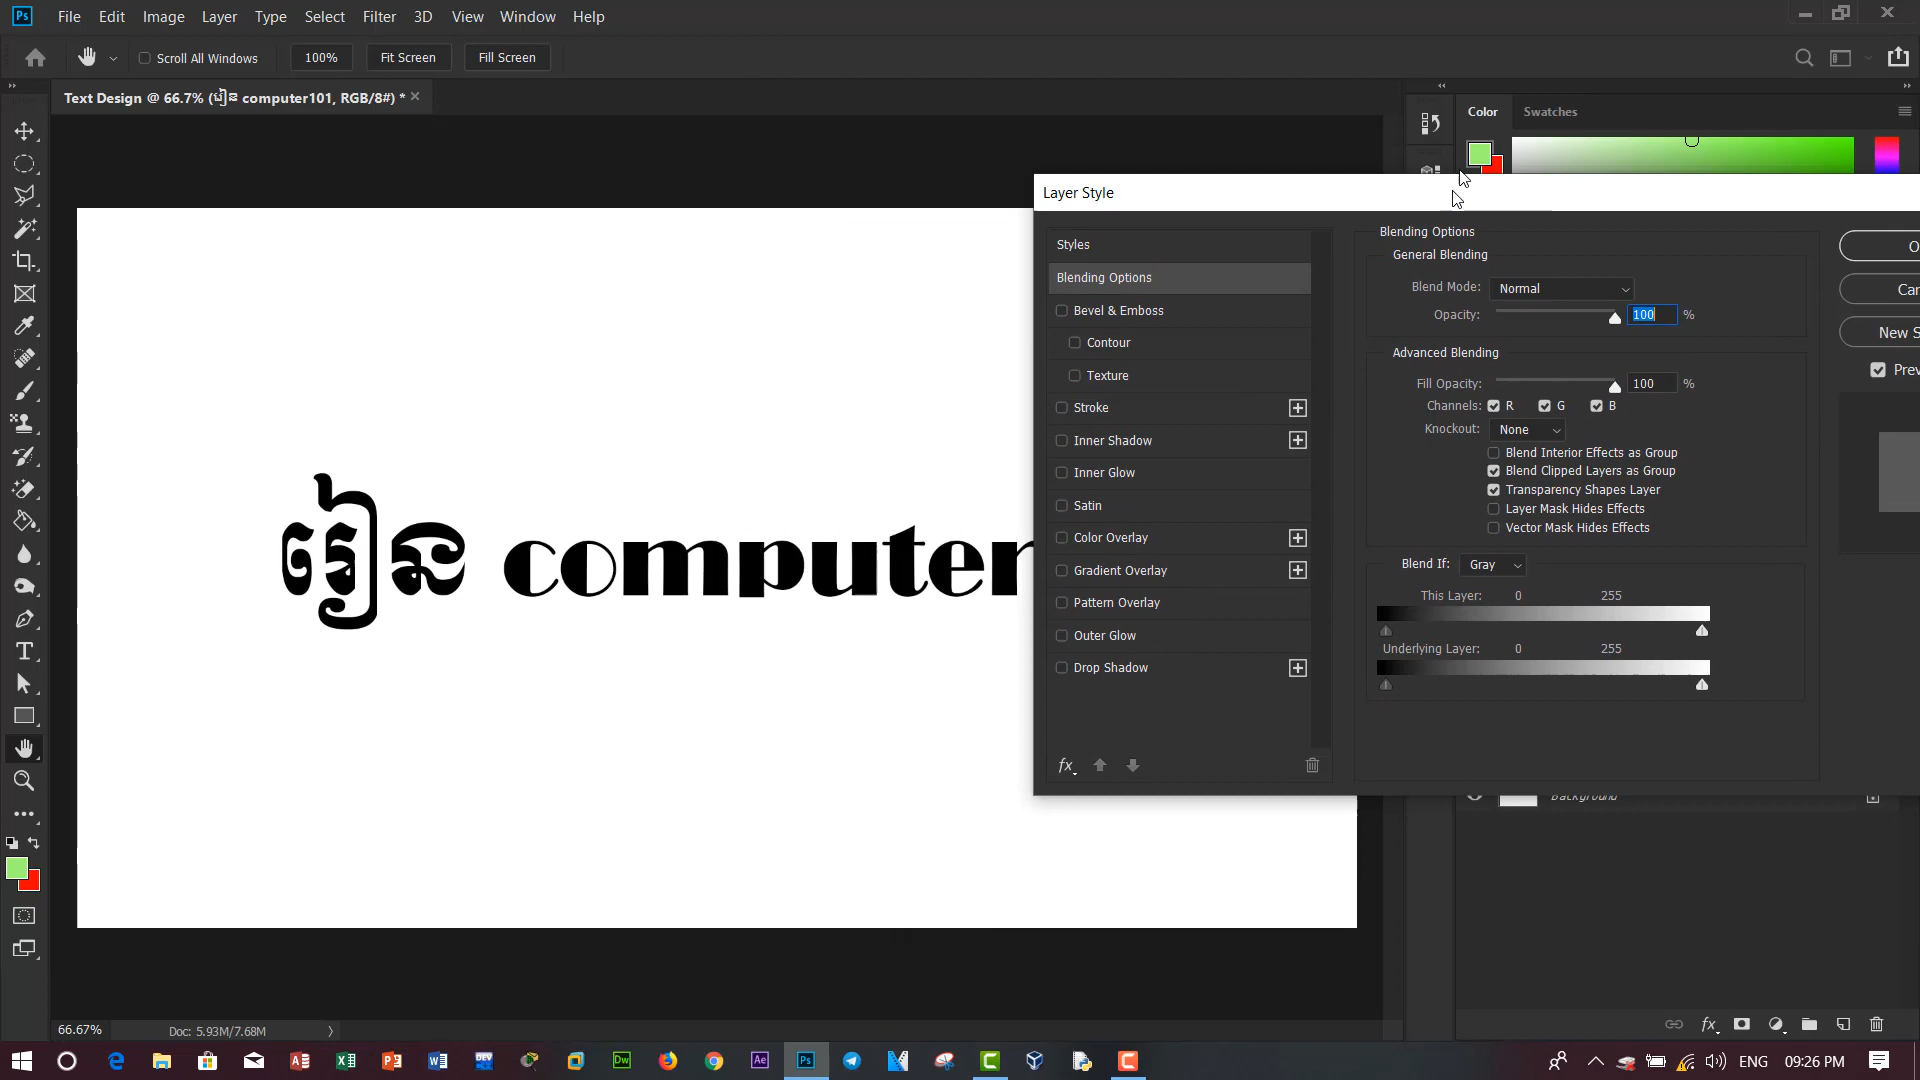 File Edit Image Layer Type Select Filter 3D View Window Help
Scroll All Windows 100% Fit Screen Fill Screen
Text Design @ 66.7% (រៀន computer101, RGB/8#) *
Color Swatches
Layer Style
Styles
Blending Options
Bevel & Emboss
Contour
Texture
Stroke
Inner Shadow
Inner Glow
Satin
Color Overlay
Gradient Overlay
Pattern Overlay
Outer Glow
Drop Shadow
fx
Blending Options
General Blending
Blend Mode: Normal
Opacity: 100 %
Advanced Blending
Fill Opacity: 100 %
Channels: R G B
Knockout: None
Blend Interior Effects as Group
Blend Clipped Layers as Group
Transparency Shapes Layer
Layer Mask Hides Effects
Vector Mask Hides Effects
Blend If: Gray
This Layer: 0 255
Underlying Layer: 0 255
រៀន computer
Background
66.67% Doc: 5.93M/7.68M
fx
ENG 09:26 PM